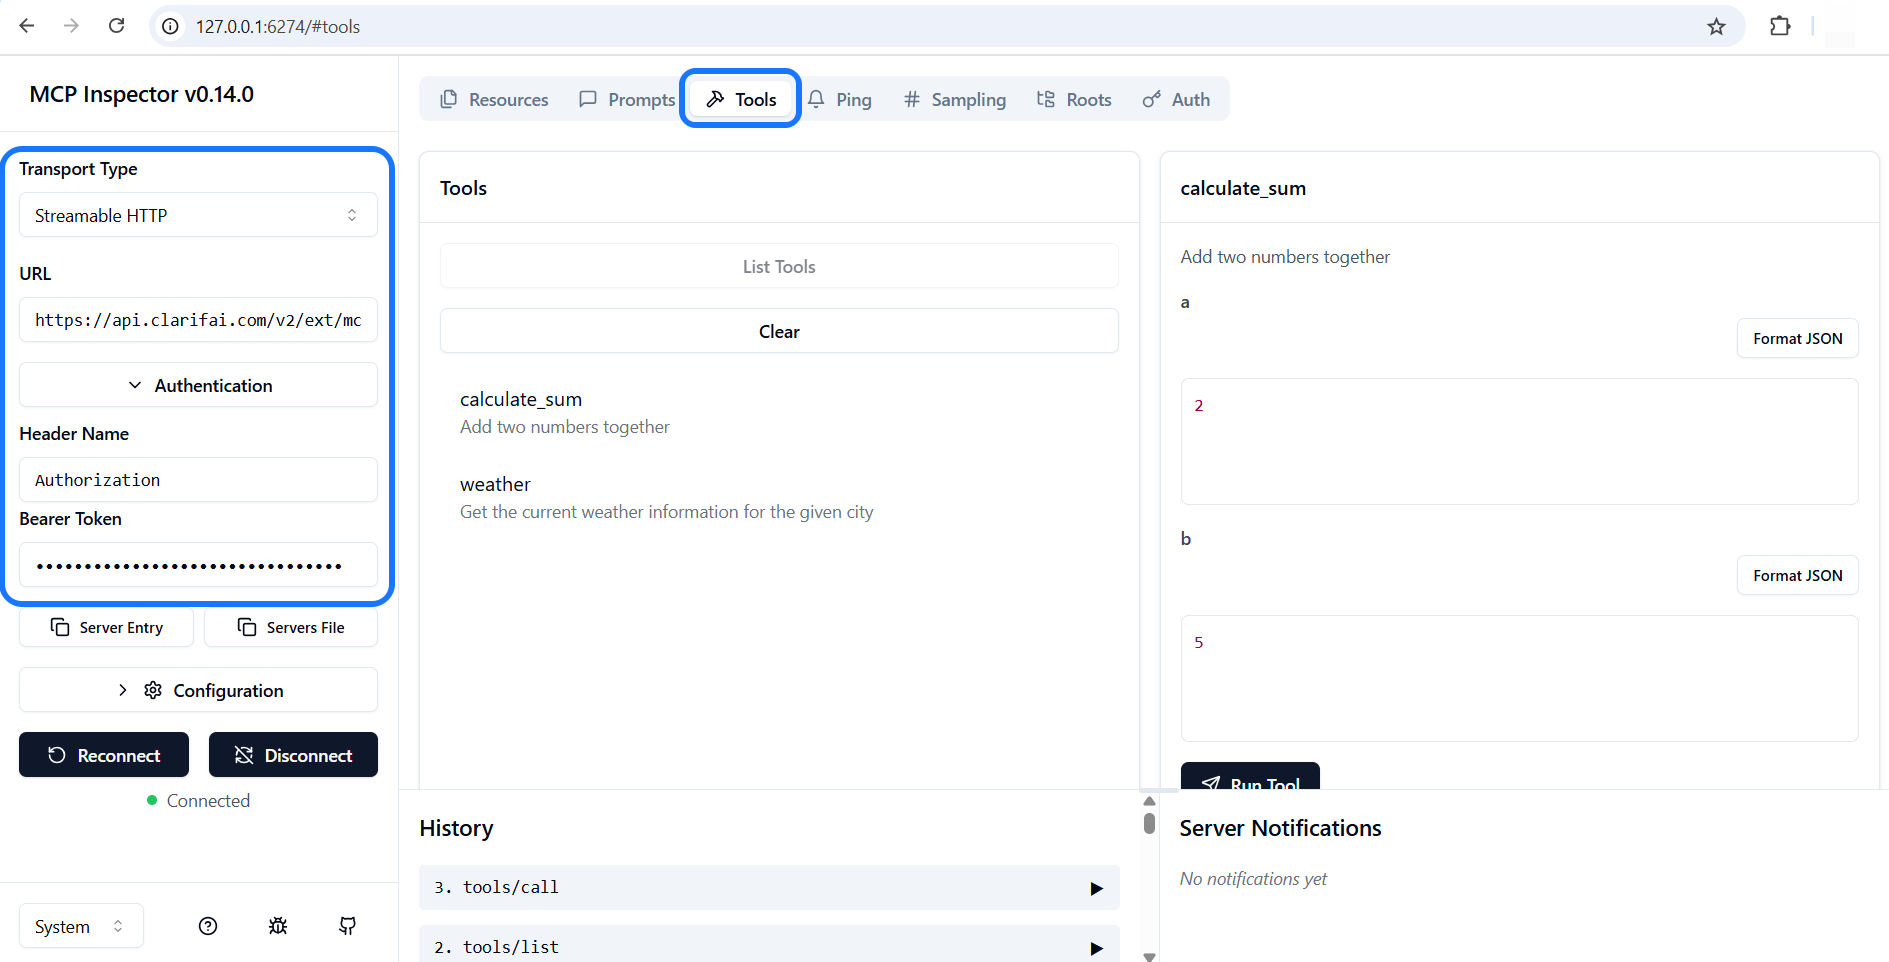 127.0.0.1:6274/#tools
MCP Inspector v0.14.0
Transport Type
Streamable HTTP
URL
https://api.clarifai.com/v2/ext/mc
Authentication
Header Name
Authorization
Bearer Token
••••••••••••••••••••••••••••••••
Server Entry
Servers File
Configuration
Reconnect
Disconnect
Connected
System
Resources
Prompts
Tools
Ping
Sampling
Roots
Auth
Tools
List Tools
Clear
calculate_sum
Add two numbers together
weather
Get the current weather information for the given city
calculate_sum
Add two numbers together
a
Format JSON
2
b
Format JSON
5
Run Tool
History
3. tools/call
2. tools/list
Server Notifications
No notifications yet